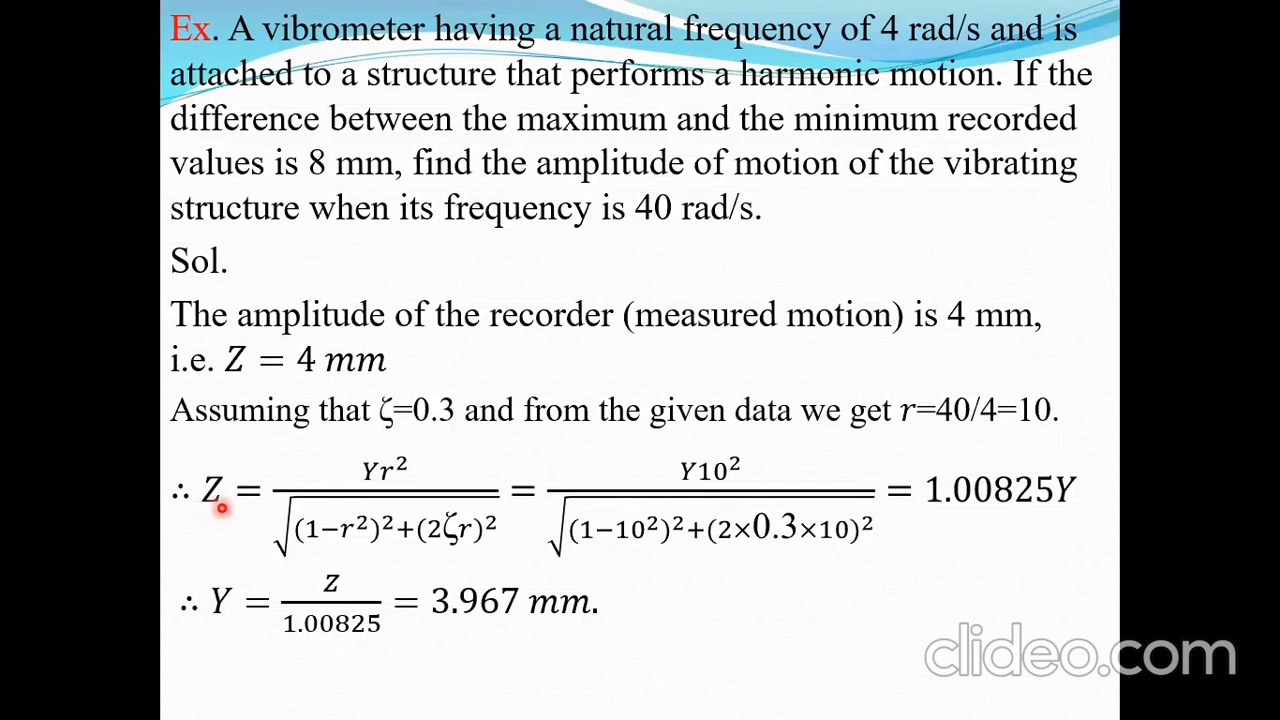 Ex. A vibrometer having a natural frequency of 4 rad/s and is
attached to a structure that performs a harmonic motion. If the
difference between the maximum and the minimum recorded
values is 8 mm, find the amplitude of motion of the vibrating
structure when its frequency is 40 rad/s.
Sol.
The amplitude of the recorder (measured motion) is 4 mm,
i.e. Z = 4 mm
Assuming that ζ=0.3 and from the given data we get r=40/4=10.
∴ Z = Yr² / √((1−r²)²+(2ζr)²) = Y10² / √((1−10²)²+(2×0.3×10)²) = 1.00825Y
∴ Y = Z / 1.00825 = 3.967 mm.
clideo.com